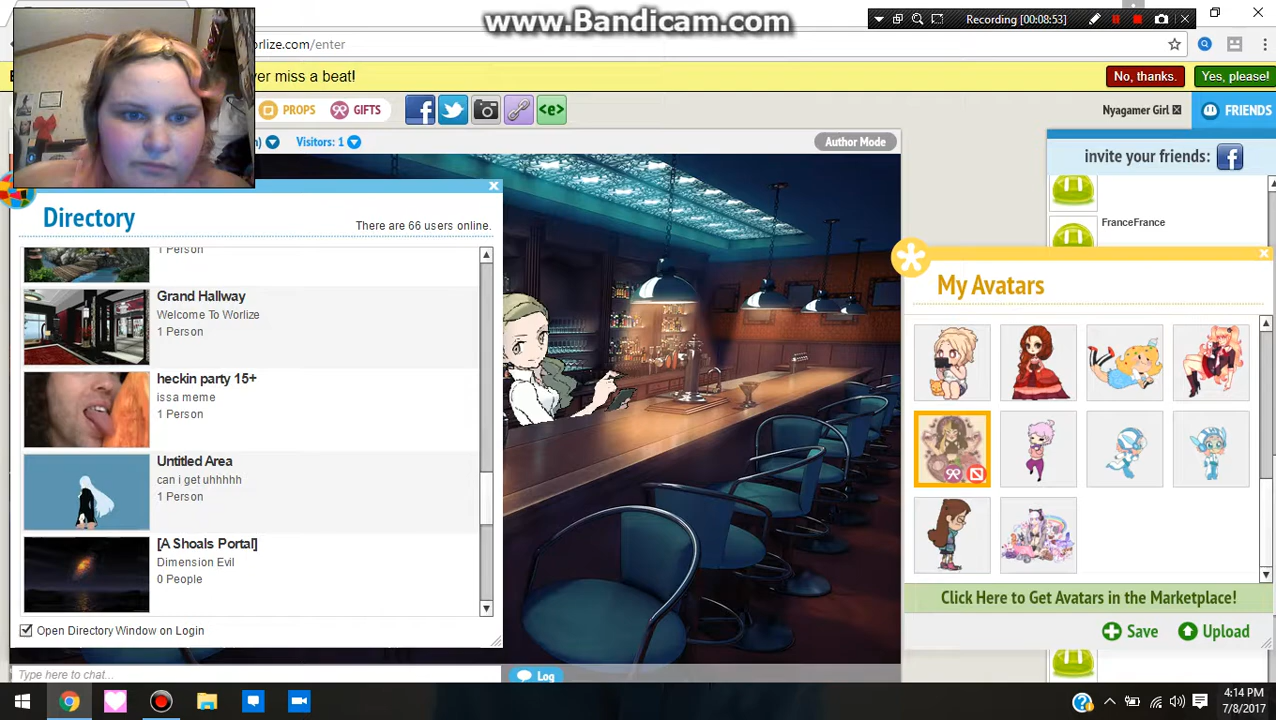 www.Bandicam.com
Recording [00:08:53]
orlize.com/enter
ver miss a beat!
No, thanks.
Yes, please!
PROPS
GIFTS
<e>
Nyagamer Girl
FRIENDS
Visitors: 1
Author Mode
invite your friends:
FranceFrance
Directory
There are 66 users online.
1 Person
Grand Hallway
Welcome To Worlize
1 Person
heckin party 15+
issa meme
1 Person
Untitled Area
can i get uhhhhh
1 Person
[A Shoals Portal]
Dimension Evil
0 People
Open Directory Window on Login
My Avatars
Click Here to Get Avatars in the Marketplace!
Save
Upload
Type here to chat...
Log
4:14 PM
7/8/2017